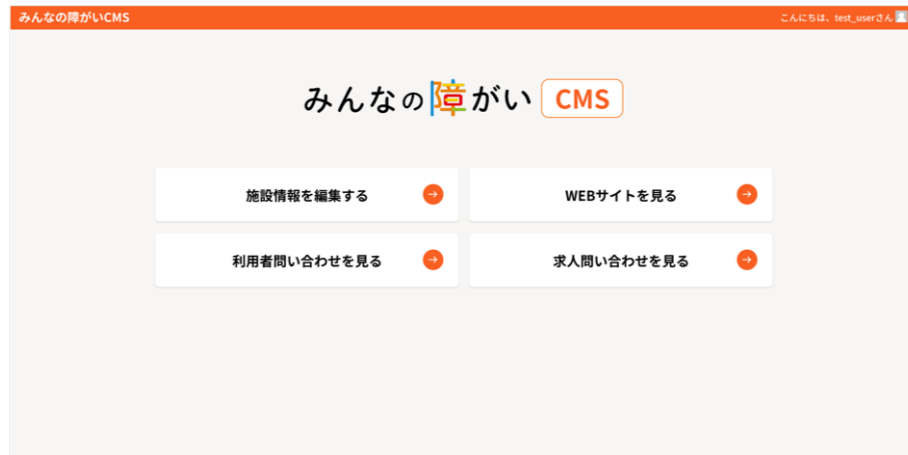 みんなの障がいCMS
こんにちは、test_userさん
みんなの障がい CMS
施設情報を編集する
WEBサイトを見る
利用者問い合わせを見る
求人問い合わせを見る